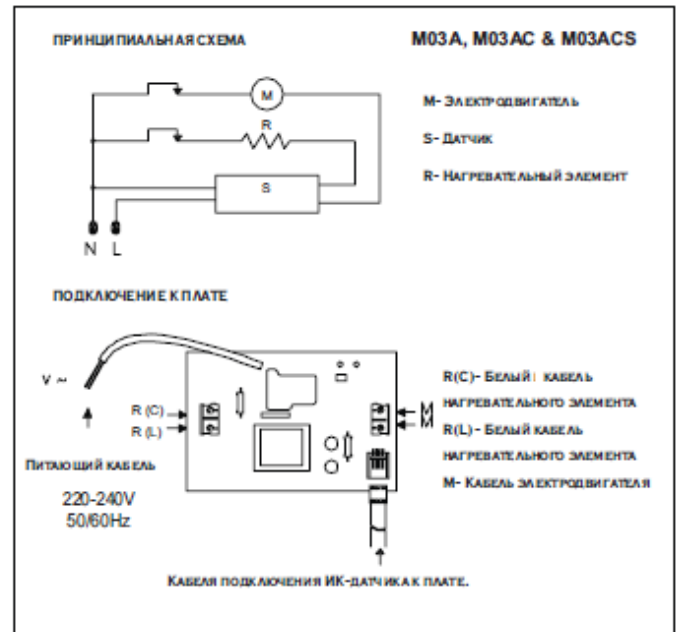 ПРИНЦИПИАЛЬНАЯ СХЕМА
M03A, M03AC & M03ACS
M
R
S
N L
М- ЭЛЕКТРОДВИГАТЕЛЬ
S- ДАТЧИК
R- НАГРЕВАТЕЛЬНЫЙ ЭЛЕМЕНТ
ПОДКЛЮЧЕНИЕ К ПЛАТЕ
V ~
R (C)
R (L)
ПИТАЮЩИЙ КАБЕЛЬ
220-240V
50/60Hz
M
M
R(C)- БЕЛЫЙ КАБЕЛЬ
НАГРЕВАТЕЛЬНОГО ЭЛЕМЕНТА
R(L) - БЕЛЫЙ КАБЕЛЬ
НАГРЕВАТЕЛЬНОГО ЭЛЕМЕНТА
М- КАБЕЛЬ ЭЛЕКТРОДВИГАТЕЛЯ
КАБЕЛЯ ПОДКЛЮЧЕНИЯ ИК-ДАТЧИКА К ПЛАТЕ.